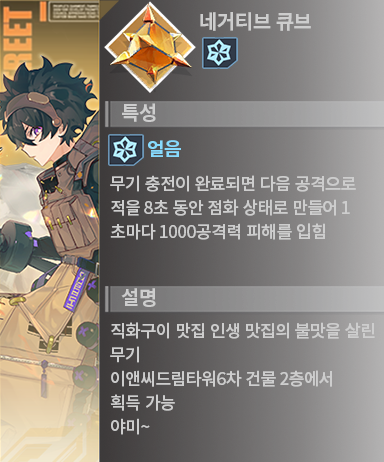 REET
네거티브 큐브
특성
얼음
무기 충전이 완료되면 다음 공격으로
적을 8초 동안 점화 상태로 만들어 1
초마다 1000공격력 피해를 입힘
설명
직화구이 맛집 인생 맛집의 불맛을 살린
무기
이앤씨드림타워6차 건물 2층에서
획득 가능
야미~